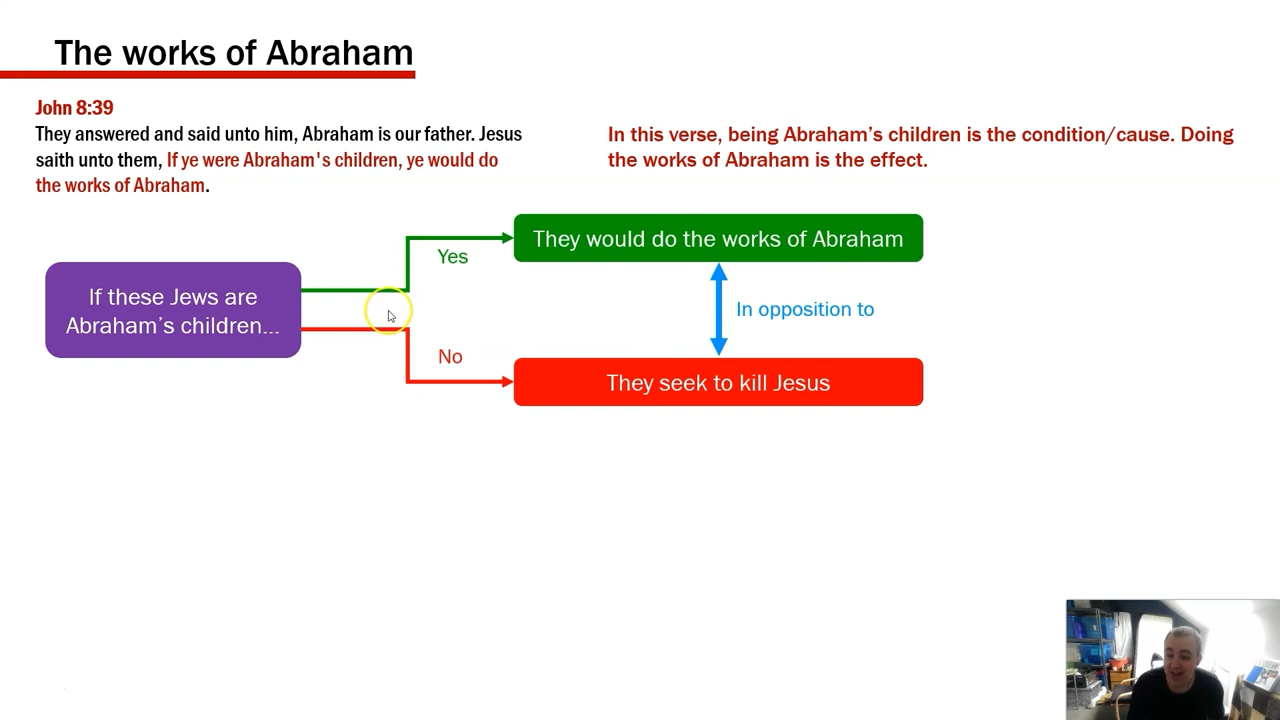 The works of Abraham
John 8:39
They answered and said unto him, Abraham is our father. Jesus
saith unto them, If ye were Abraham's children, ye would do
the works of Abraham.
In this verse, being Abraham’s children is the condition/cause. Doing
the works of Abraham is the effect.
If these Jews are
Abraham’s children...
Yes
They would do the works of Abraham
In opposition to
No
They seek to kill Jesus